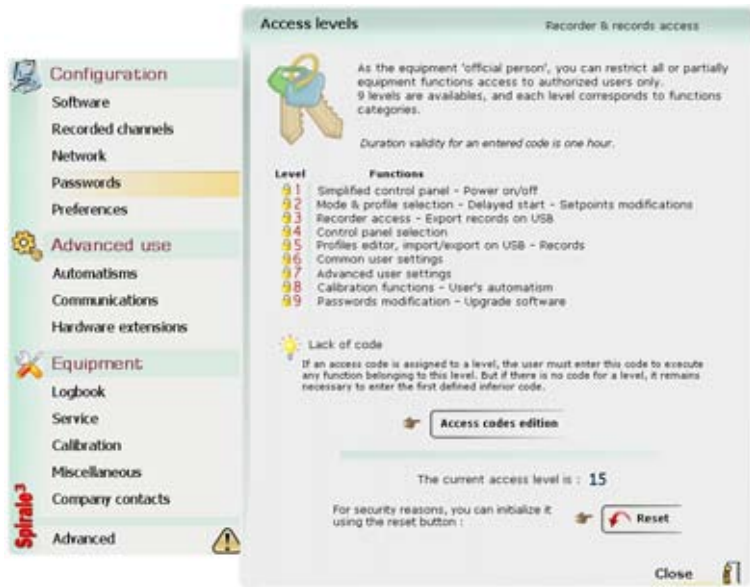 Configuration
Software
Recorded channels
Network
Passwords
Preferences
Advanced use
Automatisms
Communications
Hardware extensions
Equipment
Logbook
Service
Calibration
Miscellaneous
Company contacts
Advanced
Spirale3
Access levels
Recorder & records access
As the equipment 'official person', you can restrict all or partially
equipment functions access to authorized users only.
9 levels are available, and each level corresponds to functions
categories.
Duration validity for an entered code is one hour.
Level Functions
1 Simplified control panel - Power on/off
2 Mode & profile selection - Delayed start - Setpoints modifications
3 Recorder access - Export records on USB
4 Control panel selection
5 Profiles editor, import/export on USB - Records
6 Common user settings
7 Advanced user settings
8 Calibration functions - User's automatism
9 Passwords modification - Upgrade software
Lack of code
If an access code is assigned to a level, the user must enter this code to execute
any function belonging to this level. But if there is no code for a level, it remains
necessary to enter the first defined inferior code.
Access codes edition
The current access level is : 15
For security reasons, you can initialize it
using the reset button :
Reset
Close